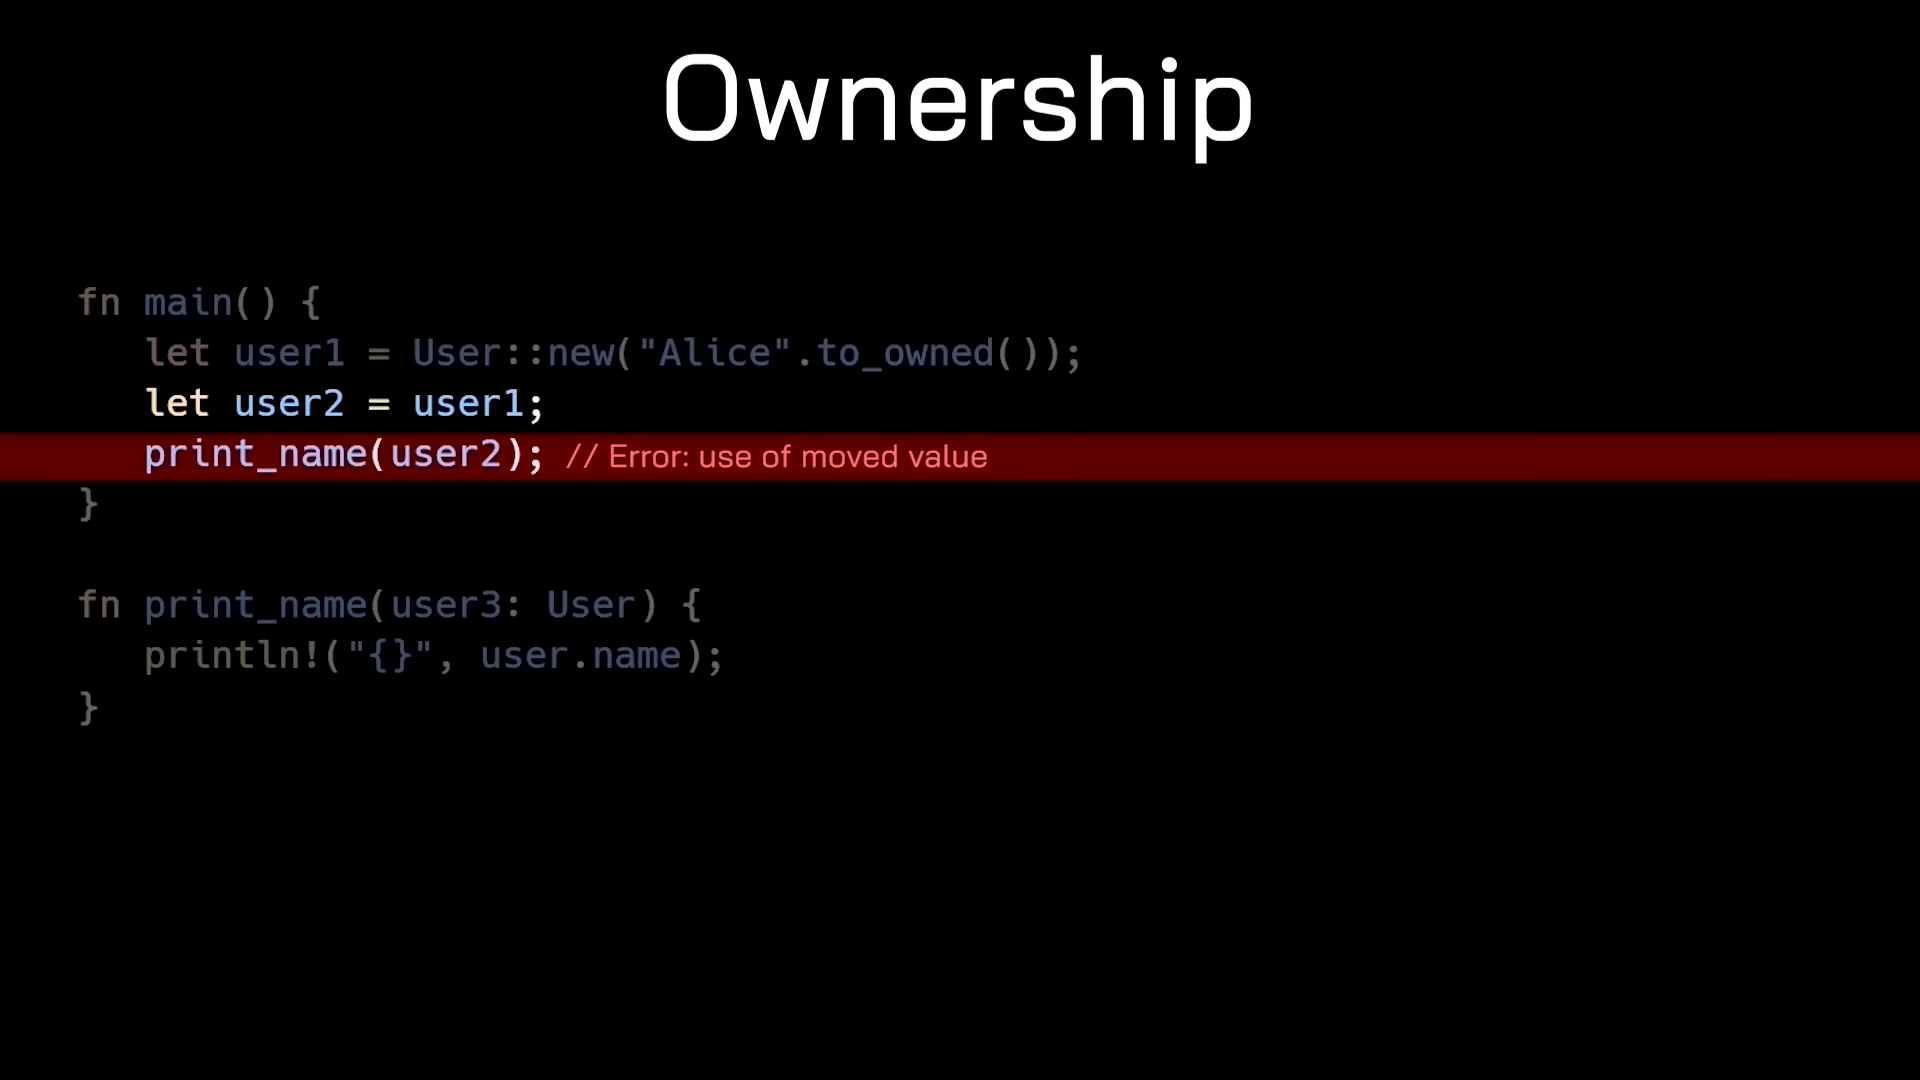 Ownership
fn main() {
let user1 = User::new("Alice".to_owned());
let user2 = user1;
print_name(user2); // Error: use of moved value
}
fn print_name(user3: User) {
println!("{}", user.name);
}